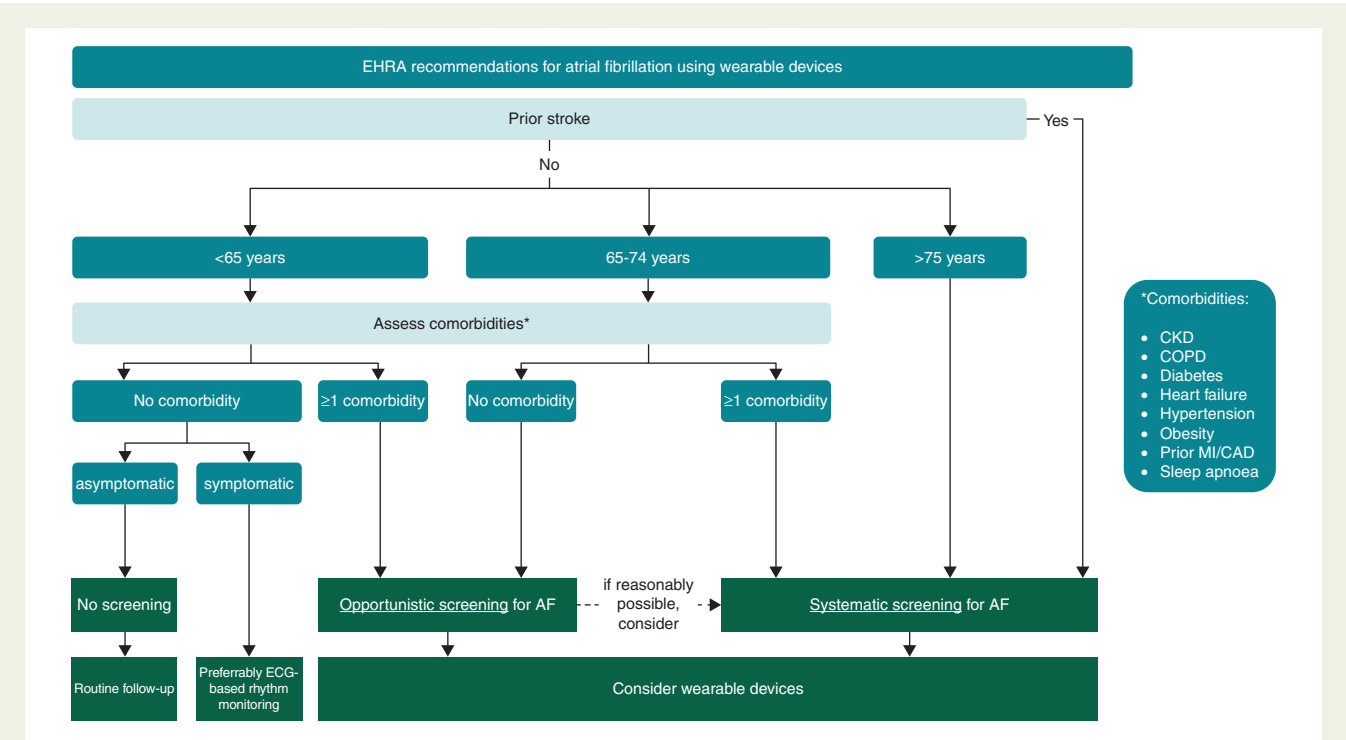 EHRA recommendations for atrial fibrillation using wearable devices
Prior stroke
Yes
No
<65 years
65-74 years
>75 years
Assess comorbidities*
No comorbidity
≥1 comorbidity
No comorbidity
≥1 comorbidity
asymptomatic
symptomatic
No screening
Opportunistic screening for AF
if reasonably
possible,
consider
Systematic screening for AF
Routine follow-up
Preferrably ECG-
based rhythm
monitoring
Consider wearable devices
*Comorbidities:
• CKD
• COPD
• Diabetes
• Heart failure
• Hypertension
• Obesity
• Prior MI/CAD
• Sleep apnoea